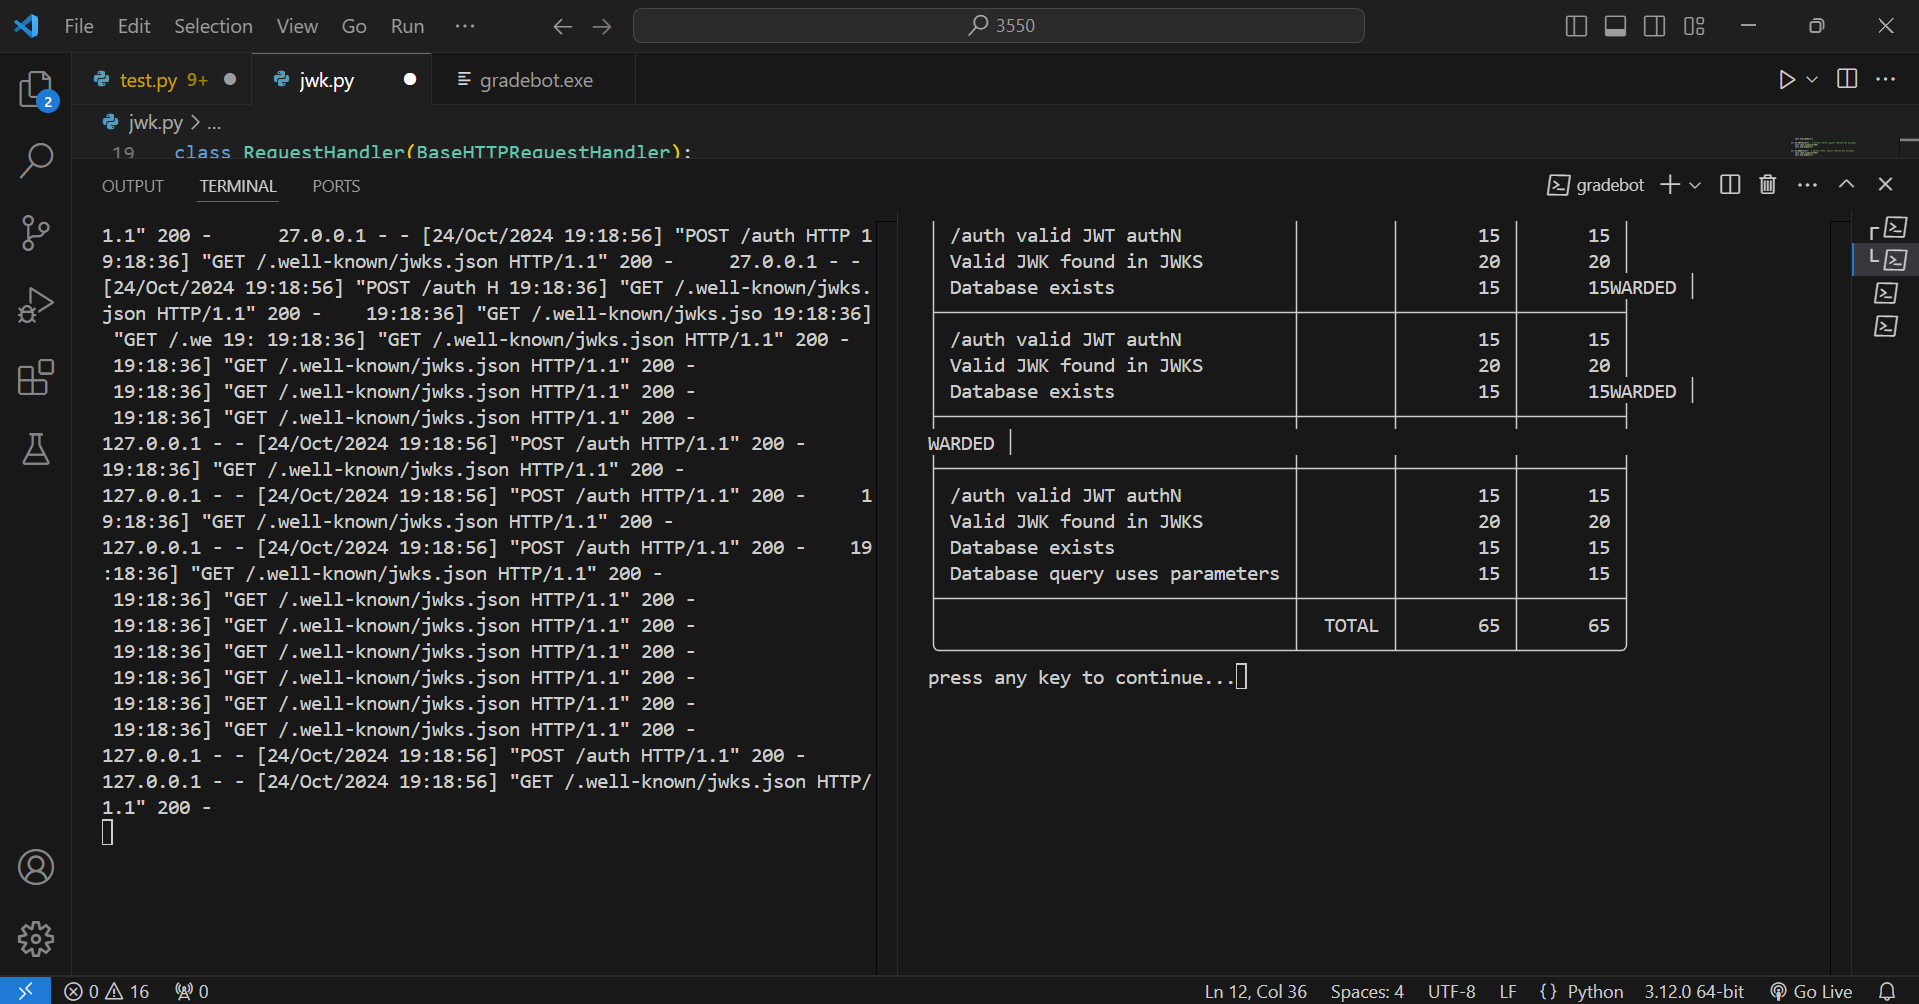 File Edit Selection View Go Run ··· 3550
test.py 9+ jwk.py gradebot.exe
jwk.py > ...
19 class RequestHandler(BaseHTTPRequestHandler):
OUTPUT TERMINAL PORTS gradebot
1.1" 200 - 27.0.0.1 - - [24/Oct/2024 19:18:56] "POST /auth HTTP 1
9:18:36] "GET /.well-known/jwks.json HTTP/1.1" 200 - 27.0.0.1 - -
[24/Oct/2024 19:18:56] "POST /auth H 19:18:36] "GET /.well-known/jwks.
json HTTP/1.1" 200 - 19:18:36] "GET /.well-known/jwks.jso 19:18:36]
"GET /.we 19: 19:18:36] "GET /.well-known/jwks.json HTTP/1.1" 200 -
19:18:36] "GET /.well-known/jwks.json HTTP/1.1" 200 -
19:18:36] "GET /.well-known/jwks.json HTTP/1.1" 200 -
19:18:36] "GET /.well-known/jwks.json HTTP/1.1" 200 -
127.0.0.1 - - [24/Oct/2024 19:18:56] "POST /auth HTTP/1.1" 200 -
19:18:36] "GET /.well-known/jwks.json HTTP/1.1" 200 -
127.0.0.1 - - [24/Oct/2024 19:18:56] "POST /auth HTTP/1.1" 200 - 1
9:18:36] "GET /.well-known/jwks.json HTTP/1.1" 200 -
127.0.0.1 - - [24/Oct/2024 19:18:56] "POST /auth HTTP/1.1" 200 - 19
:18:36] "GET /.well-known/jwks.json HTTP/1.1" 200 -
19:18:36] "GET /.well-known/jwks.json HTTP/1.1" 200 -
19:18:36] "GET /.well-known/jwks.json HTTP/1.1" 200 -
19:18:36] "GET /.well-known/jwks.json HTTP/1.1" 200 -
19:18:36] "GET /.well-known/jwks.json HTTP/1.1" 200 -
19:18:36] "GET /.well-known/jwks.json HTTP/1.1" 200 -
19:18:36] "GET /.well-known/jwks.json HTTP/1.1" 200 -
127.0.0.1 - - [24/Oct/2024 19:18:56] "POST /auth HTTP/1.1" 200 -
127.0.0.1 - - [24/Oct/2024 19:18:56] "GET /.well-known/jwks.json HTTP/
1.1" 200 -
/auth valid JWT authN 15 15
Valid JWK found in JWKS 20 20
Database exists 15 15WARDED
/auth valid JWT authN 15 15
Valid JWK found in JWKS 20 20
Database exists 15 15WARDED
WARDED
/auth valid JWT authN 15 15
Valid JWK found in JWKS 20 20
Database exists 15 15
Database query uses parameters 15 15
TOTAL 65 65
press any key to continue...
2
0 16 0 Ln 12, Col 36 Spaces: 4 UTF-8 LF {} Python 3.12.0 64-bit Go Live